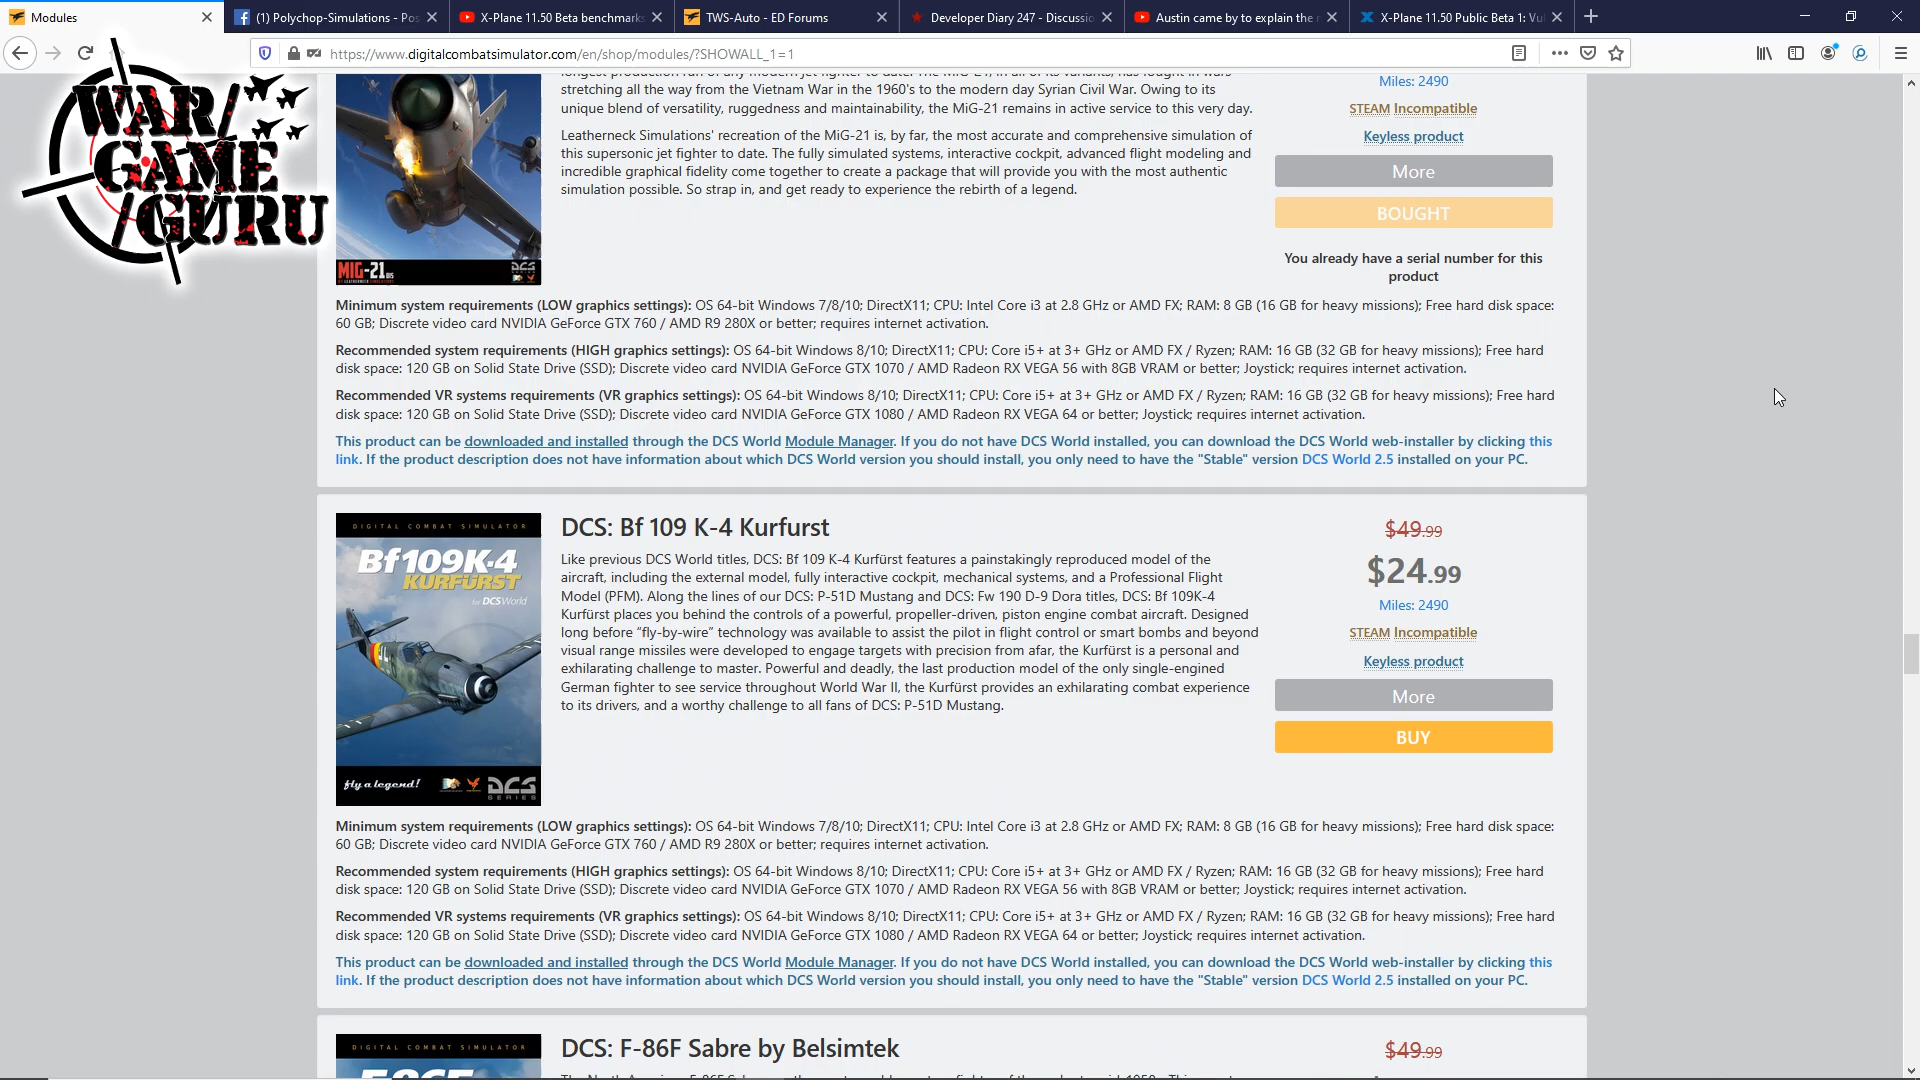 Modules
(1) Polychop-Simulations - Pos
X-Plane 11.50 Beta benchmark
TWS-Auto - ED Forums
Developer Diary 247 - Discussio
Austin came by to explain the n
X-Plane 11.50 Public Beta 1: Vul
https://www.digitalcombatsimulator.com/en/shop/modules/?SHOWALL_1=1
WAR/
GAME
/GURU
longest production run of any modern jet fighter to date. The MiG-21, in all of its variants, has fought in wars
stretching all the way from the Vietnam War in the 1960's to the modern day Syrian Civil War. Owing to its
unique blend of versatility, ruggedness and maintainability, the MiG-21 remains in active service to this very day.
Leatherneck Simulations' recreation of the MiG-21 is, by far, the most accurate and comprehensive simulation of
this supersonic jet fighter to date. The fully simulated systems, interactive cockpit, advanced flight modeling and
incredible graphical fidelity come together to create a package that will provide you with the most authentic
simulation possible. So strap in, and get ready to experience the rebirth of a legend.
Miles: 2490
STEAM Incompatible
Keyless product
More
BOUGHT
You already have a serial number for this
product
MIG-21BIS
DCS
Minimum system requirements (LOW graphics settings): OS 64-bit Windows 7/8/10; DirectX11; CPU: Intel Core i3 at 2.8 GHz or AMD FX; RAM: 8 GB (16 GB for heavy missions); Free hard disk space:
60 GB; Discrete video card NVIDIA GeForce GTX 760 / AMD R9 280X or better; requires internet activation.
Recommended system requirements (HIGH graphics settings): OS 64-bit Windows 8/10; DirectX11; CPU: Core i5+ at 3+ GHz or AMD FX / Ryzen; RAM: 16 GB (32 GB for heavy missions); Free hard
disk space: 120 GB on Solid State Drive (SSD); Discrete video card NVIDIA GeForce GTX 1070 / AMD Radeon RX VEGA 56 with 8GB VRAM or better; Joystick; requires internet activation.
Recommended VR systems requirements (VR graphics settings): OS 64-bit Windows 8/10; DirectX11; CPU: Core i5+ at 3+ GHz or AMD FX / Ryzen; RAM: 16 GB (32 GB for heavy missions); Free hard
disk space: 120 GB on Solid State Drive (SSD); Discrete video card NVIDIA GeForce GTX 1080 / AMD Radeon RX VEGA 64 or better; Joystick; requires internet activation.
This product can be downloaded and installed through the DCS World Module Manager. If you do not have DCS World installed, you can download the DCS World web-installer by clicking this
link. If the product description does not have information about which DCS World version you should install, you only need to have the "Stable" version DCS World 2.5 installed on your PC.
DIGITAL COMBAT SIMULATOR
Bf109K-4
KURFÜRST
for DCS World
fly a legend!
DCS
SERIES
DCS: Bf 109 K-4 Kurfurst
Like previous DCS World titles, DCS: Bf 109 K-4 Kurfürst features a painstakingly reproduced model of the
aircraft, including the external model, fully interactive cockpit, mechanical systems, and a Professional Flight
Model (PFM). Along the lines of our DCS: P-51D Mustang and DCS: Fw 190 D-9 Dora titles, DCS: Bf 109K-4
Kurfürst places you behind the controls of a powerful, propeller-driven, piston engine combat aircraft. Designed
long before “fly-by-wire” technology was available to assist the pilot in flight control or smart bombs and beyond
visual range missiles were developed to engage targets with precision from afar, the Kurfürst is a personal and
exhilarating challenge to master. Powerful and deadly, the last production model of the only single-engined
German fighter to see service throughout World War II, the Kurfürst provides an exhilarating combat experience
to its drivers, and a worthy challenge to all fans of DCS: P-51D Mustang.
$49.99
$24.99
Miles: 2490
STEAM Incompatible
Keyless product
More
BUY
Minimum system requirements (LOW graphics settings): OS 64-bit Windows 7/8/10; DirectX11; CPU: Intel Core i3 at 2.8 GHz or AMD FX; RAM: 8 GB (16 GB for heavy missions); Free hard disk space:
60 GB; Discrete video card NVIDIA GeForce GTX 760 / AMD R9 280X or better; requires internet activation.
Recommended system requirements (HIGH graphics settings): OS 64-bit Windows 8/10; DirectX11; CPU: Core i5+ at 3+ GHz or AMD FX / Ryzen; RAM: 16 GB (32 GB for heavy missions); Free hard
disk space: 120 GB on Solid State Drive (SSD); Discrete video card NVIDIA GeForce GTX 1070 / AMD Radeon RX VEGA 56 with 8GB VRAM or better; Joystick; requires internet activation.
Recommended VR systems requirements (VR graphics settings): OS 64-bit Windows 8/10; DirectX11; CPU: Core i5+ at 3+ GHz or AMD FX / Ryzen; RAM: 16 GB (32 GB for heavy missions); Free hard
disk space: 120 GB on Solid State Drive (SSD); Discrete video card NVIDIA GeForce GTX 1080 / AMD Radeon RX VEGA 64 or better; Joystick; requires internet activation.
This product can be downloaded and installed through the DCS World Module Manager. If you do not have DCS World installed, you can download the DCS World web-installer by clicking this
link. If the product description does not have information about which DCS World version you should install, you only need to have the "Stable" version DCS World 2.5 installed on your PC.
DIGITAL COMBAT SIMULATOR
DCS: F-86F Sabre by Belsimtek
$49.99